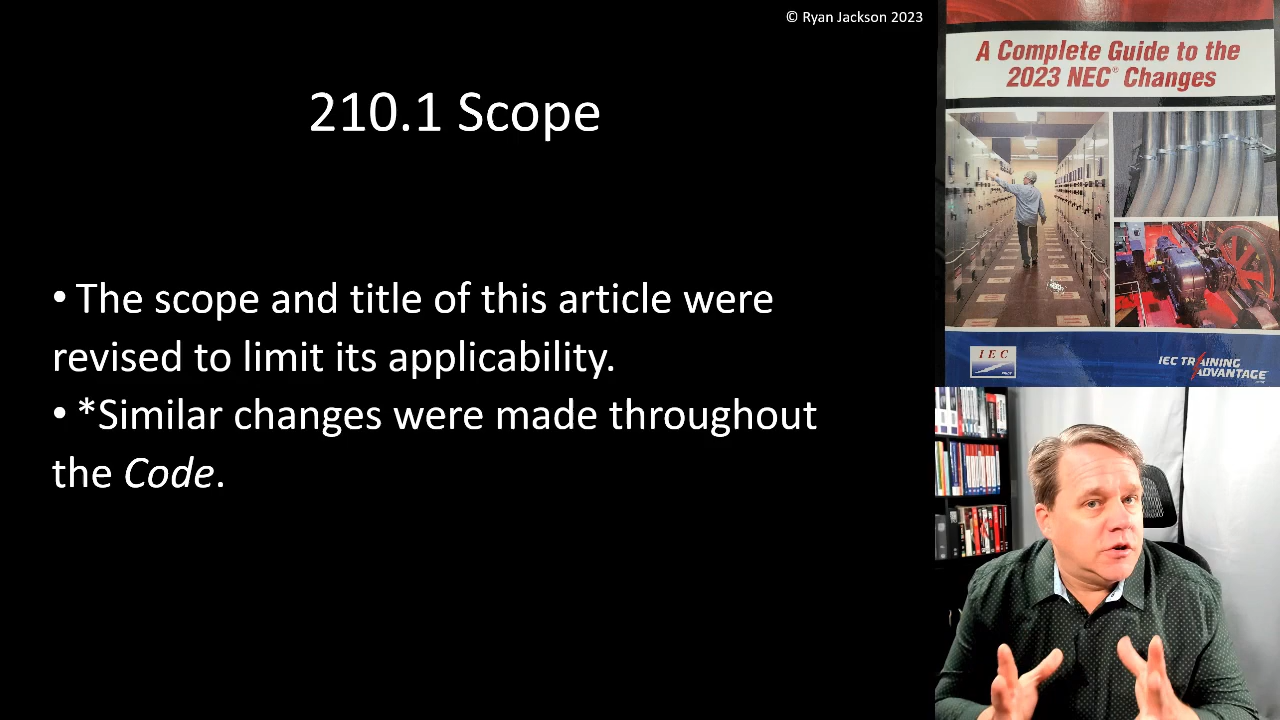 © Ryan Jackson 2023
A Complete Guide to the
2023 NEC® Changes
210.1 Scope
• The scope and title of this article were
revised to limit its applicability.
• *Similar changes were made throughout
the Code.
IEC
IEC TRAINING
ADVANTAGE